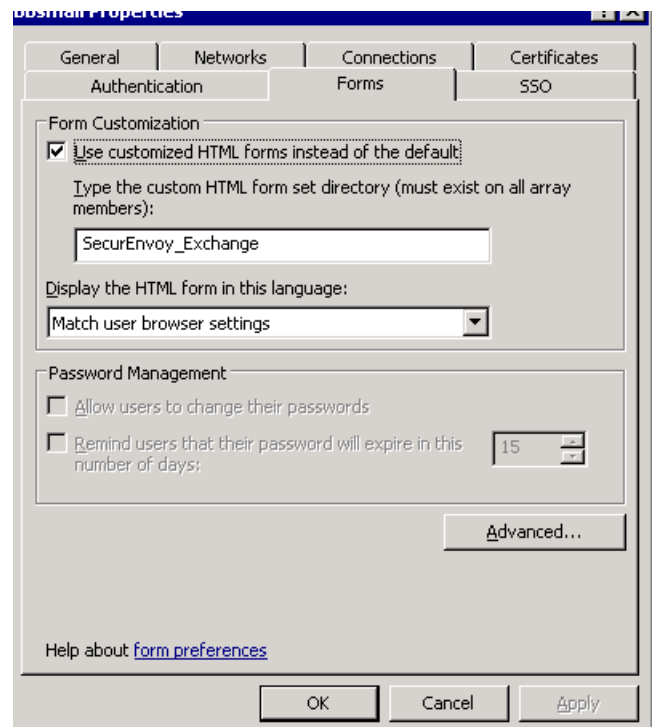 bbsmail Properties
General Networks Connections Certificates
Authentication Forms SSO
Form Customization
Use customized HTML forms instead of the default
Type the custom HTML form set directory (must exist on all array
members):
SecurEnvoy_Exchange
Display the HTML form in this language:
Match user browser settings
Password Management
Allow users to change their passwords
Remind users that their password will expire in this
number of days:
15
Advanced...
Help about form preferences
OK Cancel Apply